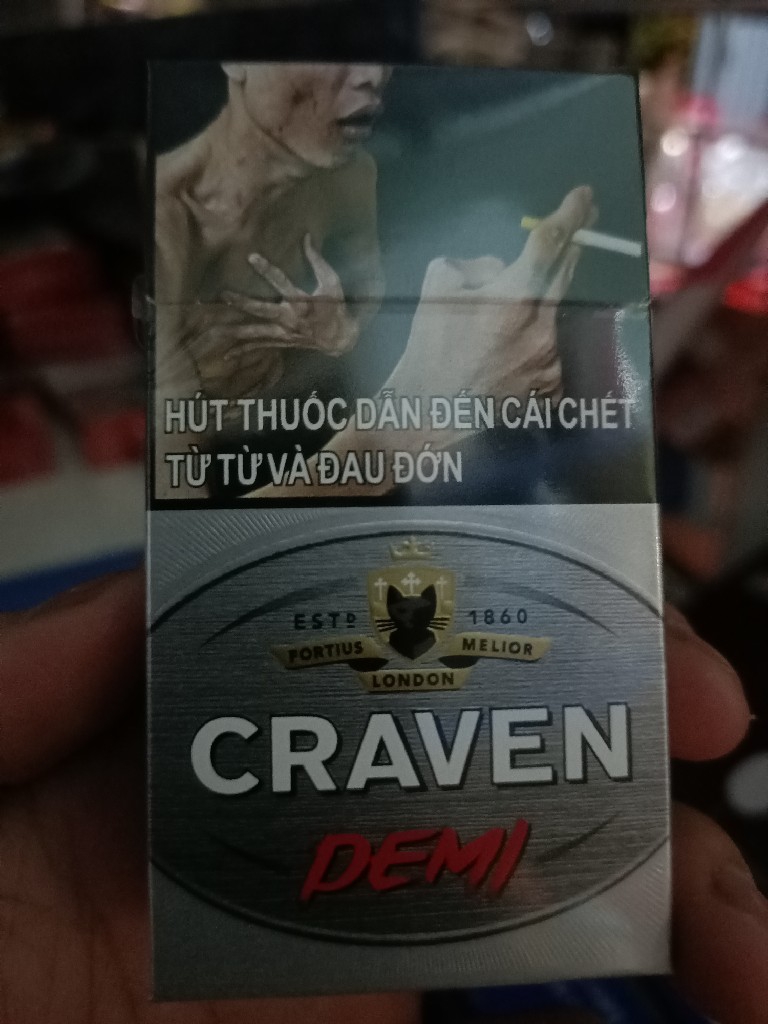 HÚT THUỐC DẪN ĐẾN CÁI CHẾT
TỪ TỪ VÀ ĐAU ĐỚN
ESTD 1860
FORTIUS MELIOR
LONDON
CRAVEN
DEMI